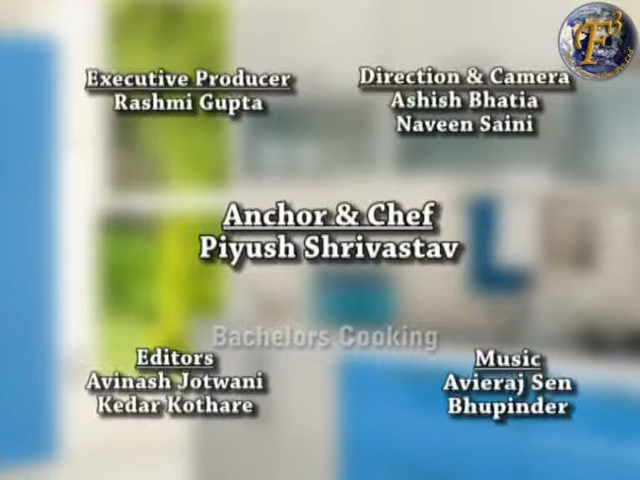 Executive Producer
Rashmi Gupta
Direction & Camera
Ashish Bhatia
Naveen Saini
Anchor & Chef
Piyush Shrivastav
Bachelors Cooking
Editors
Avinash Jotwani
Kedar Kothare
Music
Avieraj Sen
Bhupinder
F3